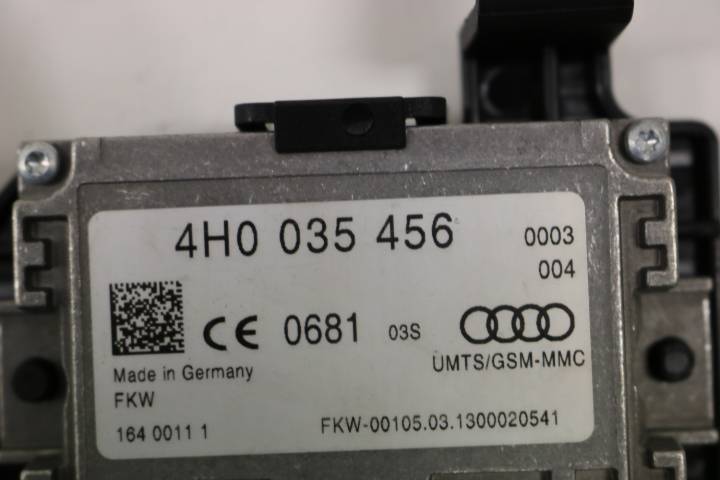 4H0 035 456 0003
004
CE 0681 03S
UMTS/GSM-MMC
Made in Germany
FKW
164 0011 1 FKW-00105.03.1300020541